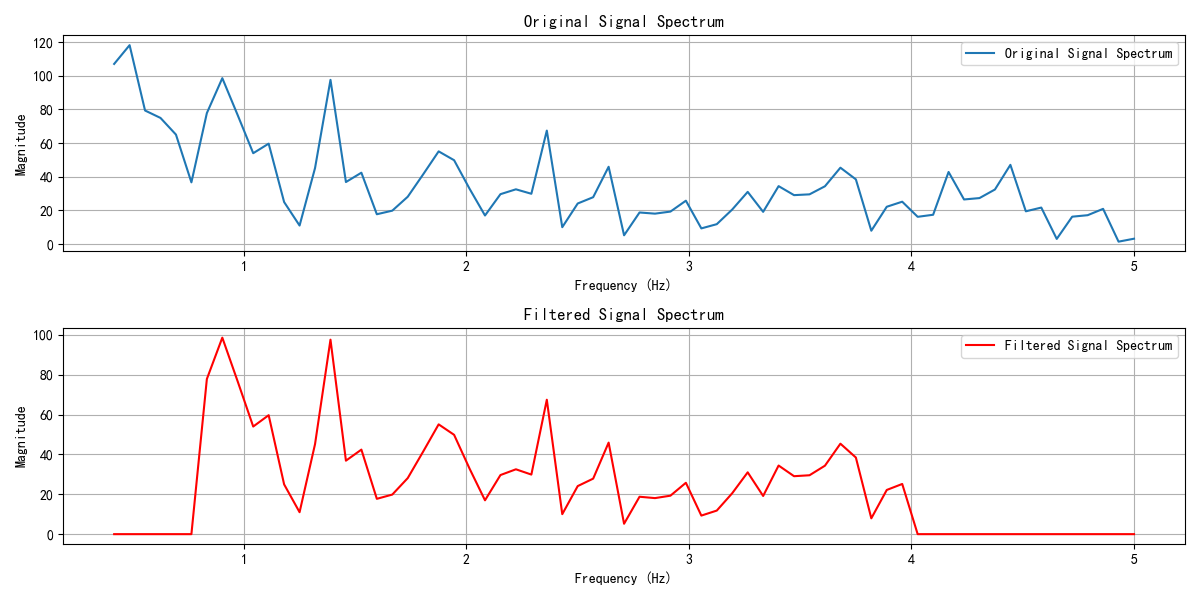 Original Signal Spectrum
120
100
80
60
40
20
0
Magnitude
Original Signal Spectrum
1 2 3 4 5
Frequency (Hz)
Filtered Signal Spectrum
100
80
60
40
20
0
Magnitude
Filtered Signal Spectrum
1 2 3 4 5
Frequency (Hz)